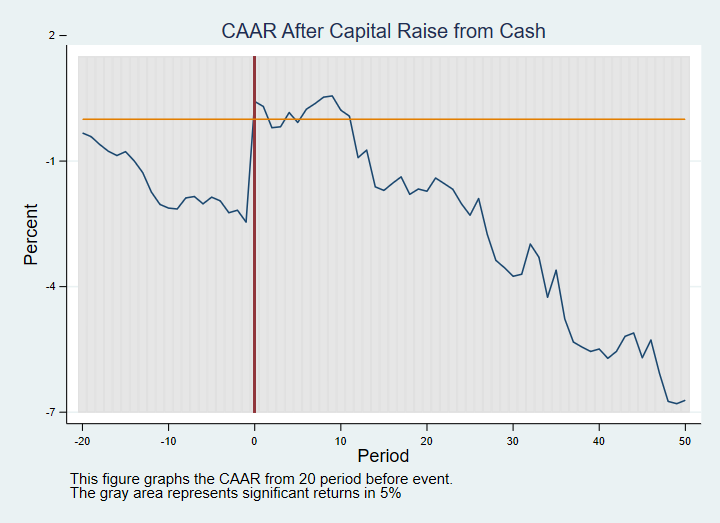 CAAR After Capital Raise from Cash
2
-1
-4
-7
Percent
-20 -10 0 10 20 30 40 50
Period
This figure graphs the CAAR from 20 period before event.
The gray area represents significant returns in 5%